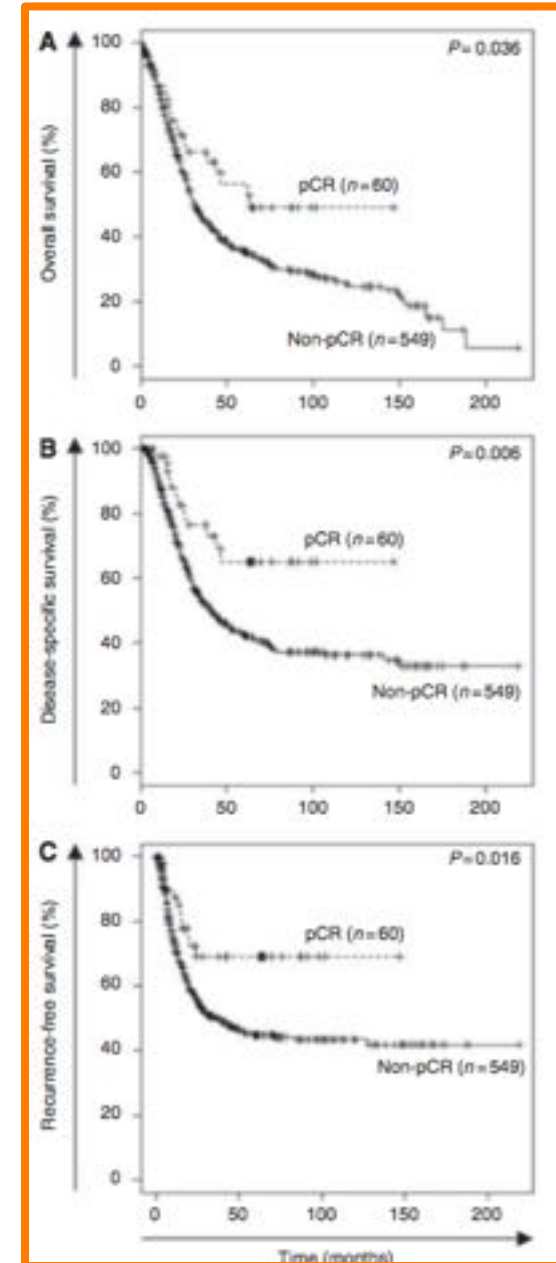 A
P=0.036
Overall survival (%)
100
80
60
40
20
0
pCR (n=60)
Non-pCR (n=549)
0 50 100 150 200
B
P=0.006
Disease-specific survival (%)
100
80
60
40
20
0
pCR (n=60)
Non-pCR (n=549)
0 50 100 150 200
C
P=0.016
Recurrence-free survival (%)
100
80
60
40
20
0
pCR (n=60)
Non-pCR (n=549)
0 50 100 150 200
Time (months)